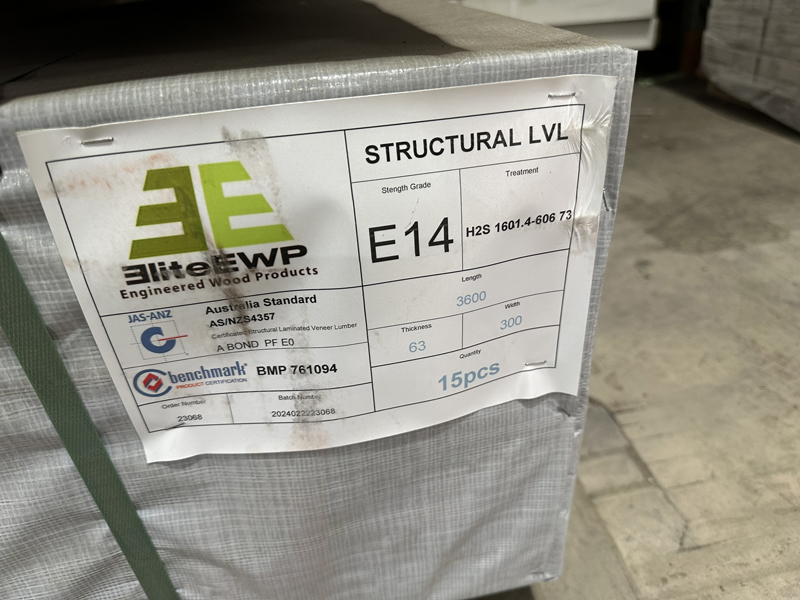 STRUCTURAL LVL
EliteEWP
Engineered Wood Products
Stength Grade
E14
Treatment
H2S 1601.4-606 73
JAS-ANZ
Australia Standard
AS/NZS4357
Certificated Structural Laminated Veneer Lumber
A BOND PF E0
benchmark
PRODUCT CERTIFICATION
BMP 761094
Order Number
23068
Batch Number
2024022223068
Length
3600
Thickness
63
Width
300
Quantity
15pcs